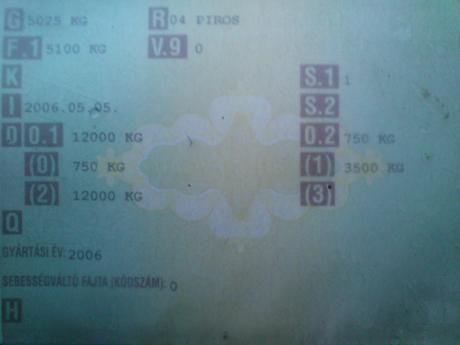 G 5025 KG R 04 PIROS
F.1 5100 KG V.9 0
K S.1 1
I 2006.05.05. S.2
O O.1 12000 KG O.2 750 KG
(0) 750 KG (1) 3500 KG
(2) 12000 KG (3)
Q
GYÁRTÁSI ÉV: 2006
SEBESSÉGVÁLTÓ FAJTA (KÓDSZÁM): 0
H